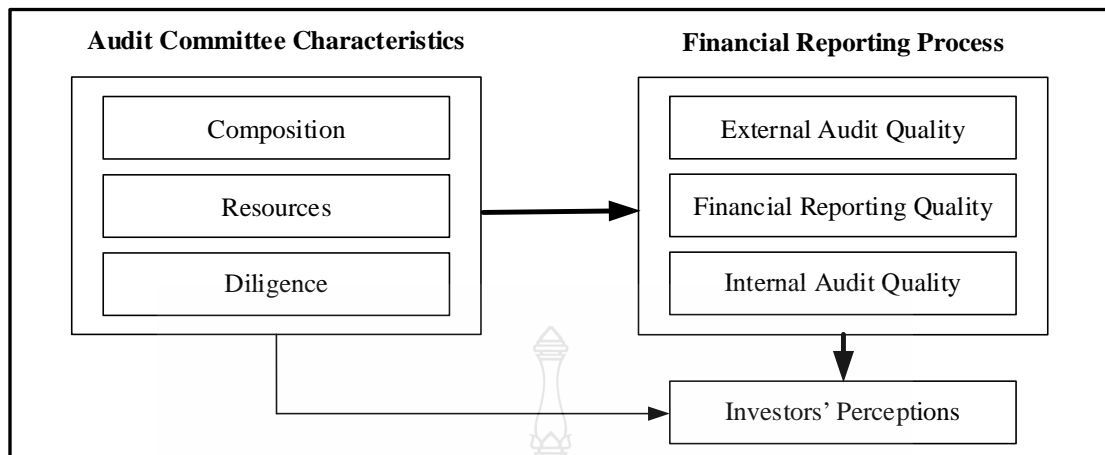 Audit Committee Characteristics
Composition
Resources
Diligence
Financial Reporting Process
External Audit Quality
Financial Reporting Quality
Internal Audit Quality
Investors’ Perceptions